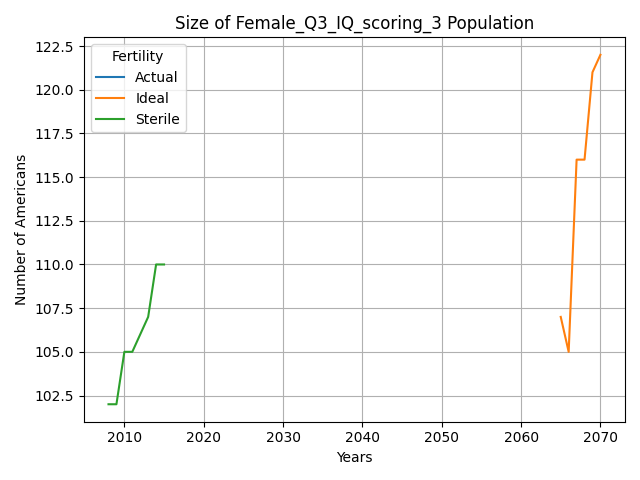 Size of Female_Q3_IQ_scoring_3 Population
Number of Americans
122.5
120.0
117.5
115.0
112.5
110.0
107.5
105.0
102.5
Fertility
Actual
Ideal
Sterile
2010 2020 2030 2040 2050 2060 2070
Years